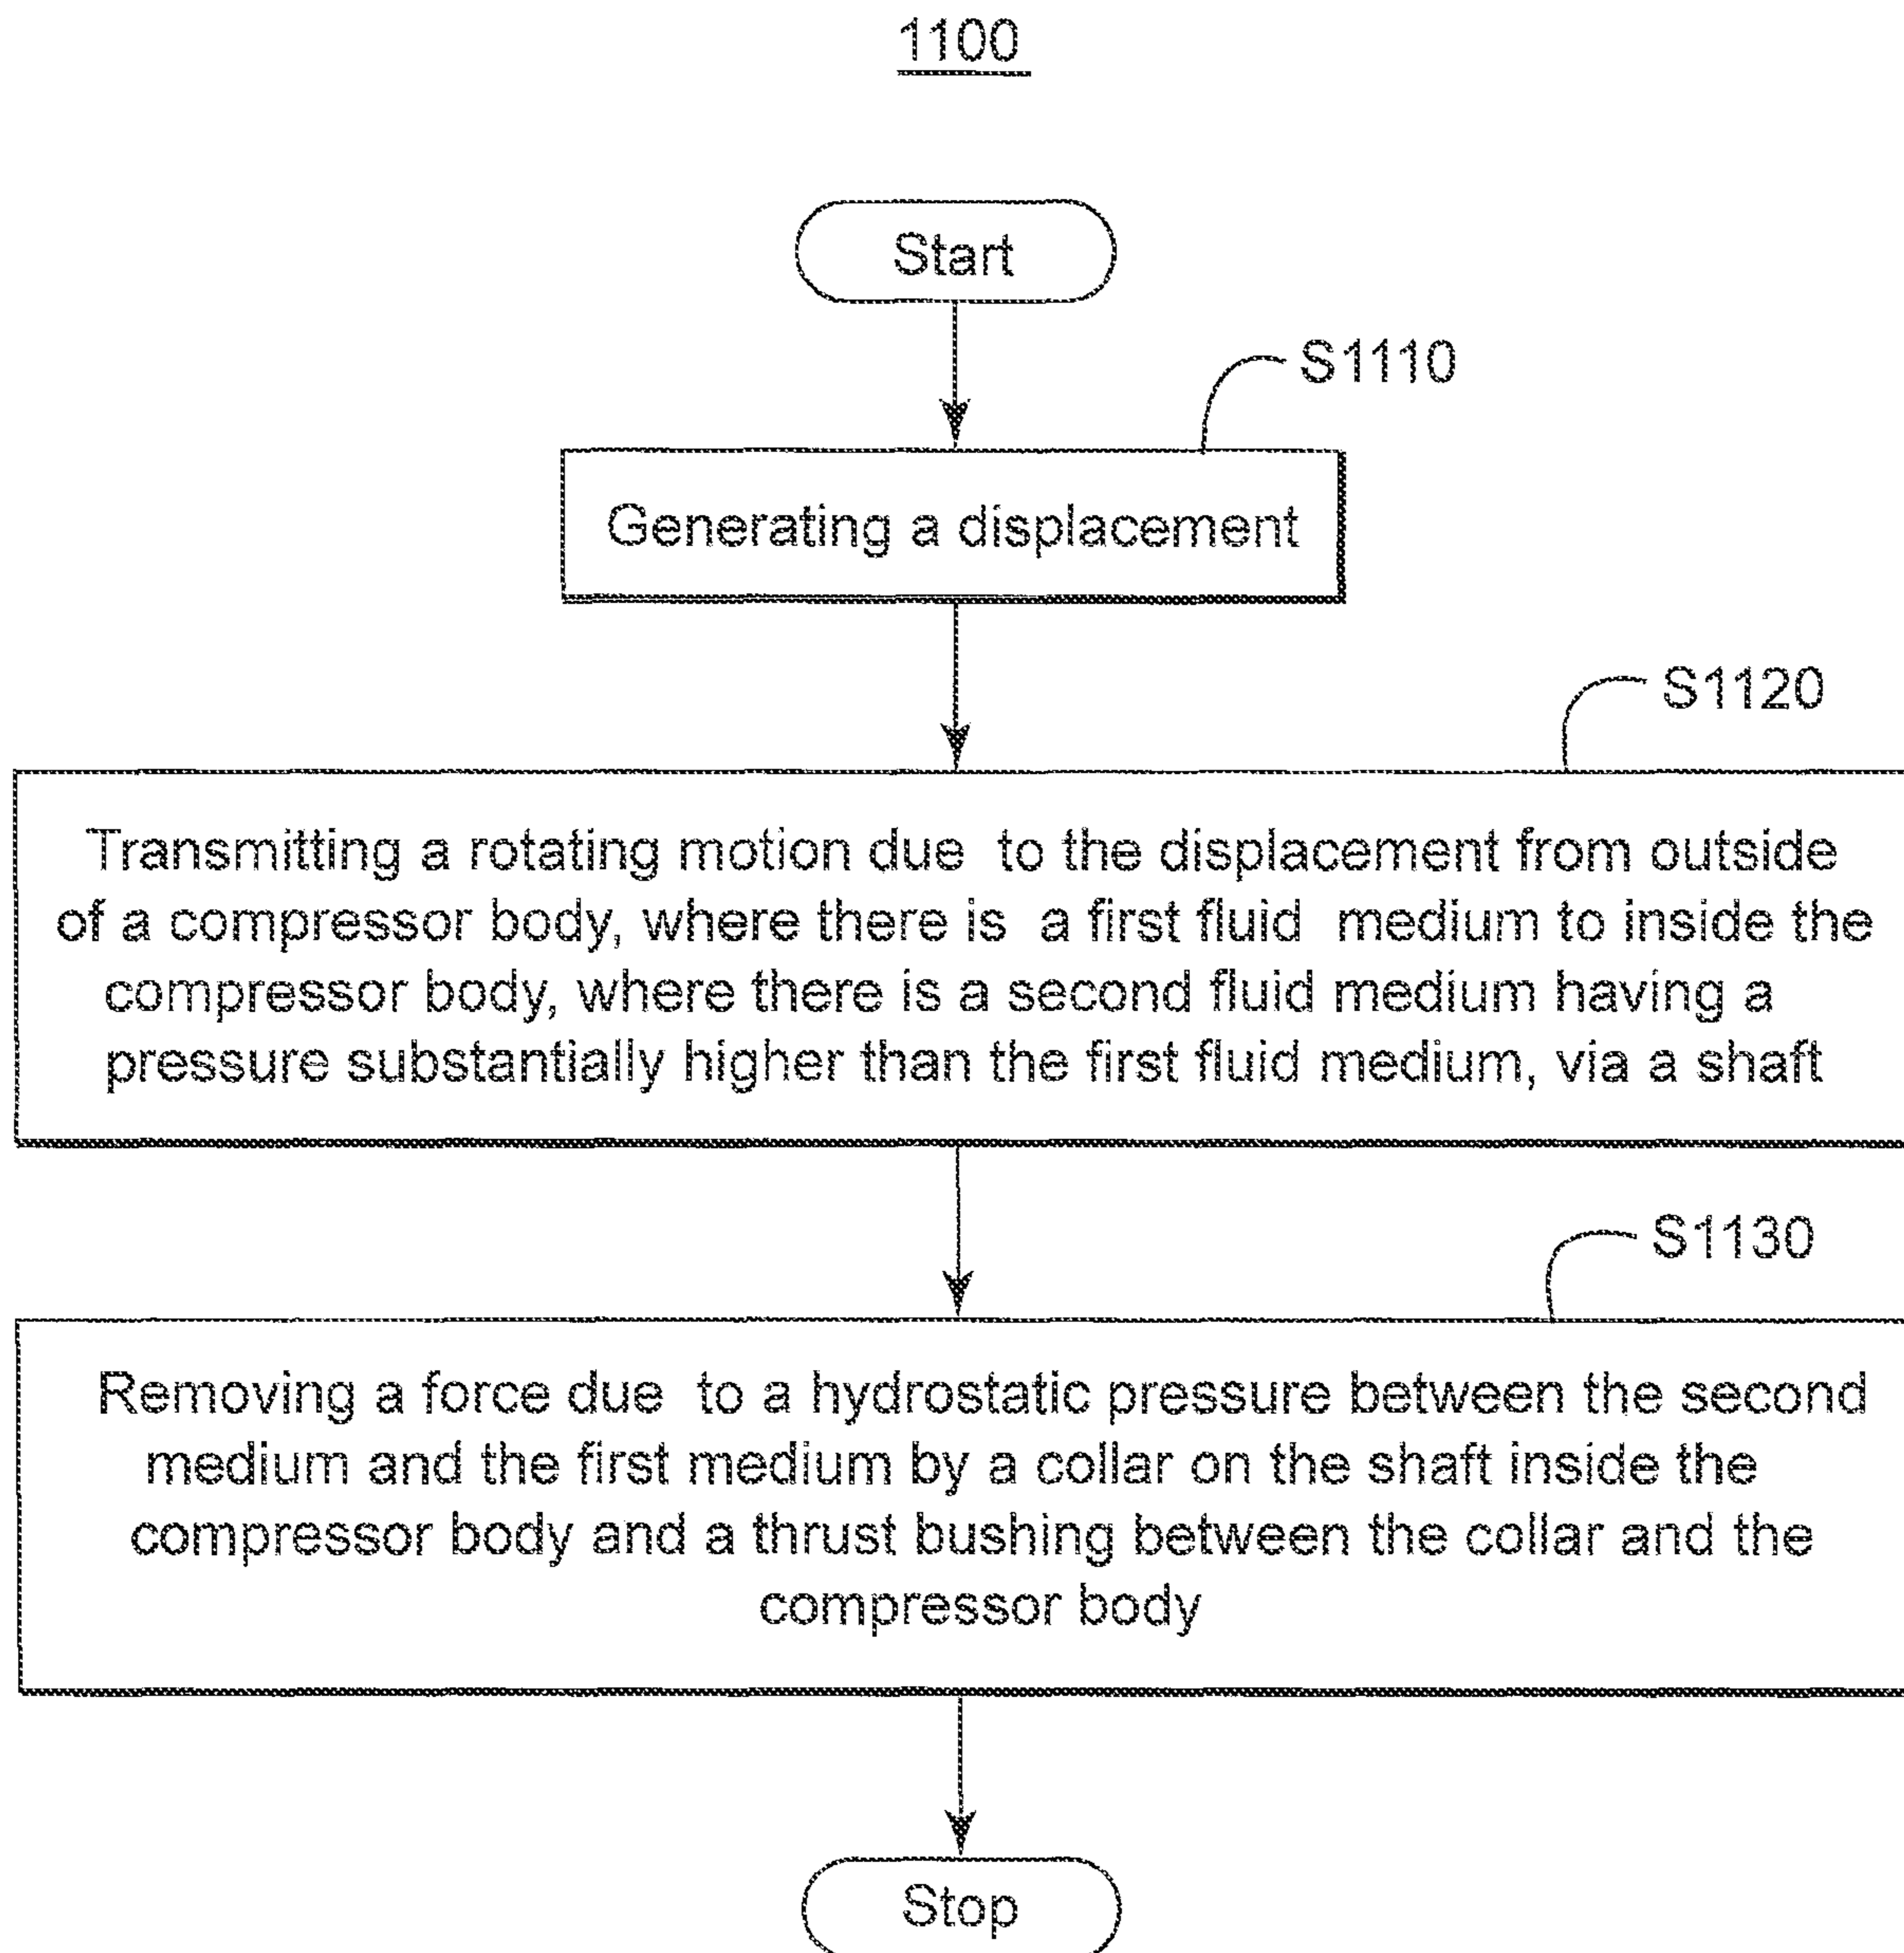 1100
Start
S1110
Generating a displacement
S1120
Transmitting a rotating motion due to the displacement from outside
of a compressor body, where there is a first fluid medium to inside the
compressor body, where there is a second fluid medium having a
pressure substantially higher than the first fluid medium, via a shaft
S1130
Removing a force due to a hydrostatic pressure between the second
medium and the first medium by a collar on the shaft inside the
compressor body and a thrust bushing between the collar and the
compressor body
Stop